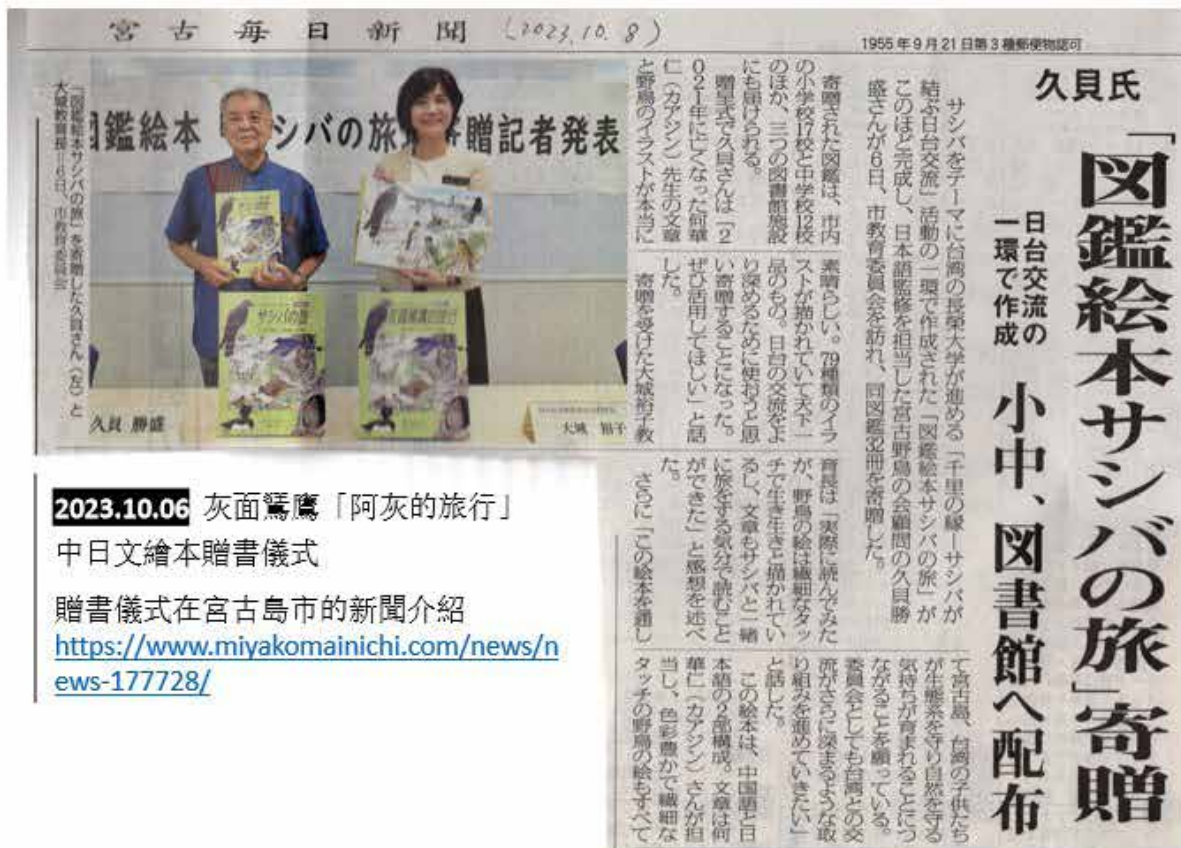 宮古毎日新聞 (2023.10.8)
1955年9月21日第3種郵便物認可
久貝氏
「図鑑絵本サシバの旅」寄贈
日台交流の
一環で作成
小中、図書館へ配布
サシバをテーマに台湾の長榮大学が進める「千里の縁―サシバが
結ぶ日台交流」活動の一環で作成された「図鑑絵本サシバの旅」が
このほど完成し、日本語監修を担当した宮古野鳥の会顧問の久貝勝
盛さんが6日、市教育委員会を訪れ、同図鑑32冊を寄贈した。
寄贈された図鑑は、市内
の小学校17校と中学校12校
のほか、三つの図書館施設
にも届けられる。
贈呈式で久貝さんは「2
021年に亡くなった何華
仁(カアジン)先生の文章
と野鳥のイラストが本当に
素晴らしい。79種類のイラ
ストが描かれていて天下一
品のもの。日台の交流をよ
り深めるために使おうと思
い寄贈することになった。
ぜひ活用してほしい」と話
した。
寄贈を受けた大城裕子教
育長は「実際に読んでみた
が、野鳥の絵は繊細なタッ
チで生き生きと描かれてい
るし、文章もサシバと一緒
に旅をする気分で読むこと
ができた」と感想を述べ
た。
さらに「この絵本を通し
て宮古島、台湾の子供たち
が生態系を守り自然を守る
気持ちが育まれることにつ
ながることを願っている。
委員会としても台湾との交
流がさらに深まるような取
り組みを進めていきたい」
と話した。
この絵本は、中国語と日
本語の2部構成。文章は何
華仁(カアジン)さんが担
当し、色彩豊かで繊細な
タッチの野鳥の絵もすべて
図鑑絵本 サシバの旅 寄贈記者発表
サシバの旅
久貝 勝盛
大城 裕子
「図鑑絵本サシバの旅」を寄贈した久貝さん(左)と
大城教育長=6日、市教育委員会
2023.10.06 灰面鵟鷹「阿灰的旅行」
中日文繪本贈書儀式
贈書儀式在宮古島市的新聞介紹
https://www.miyakomainichi.com/news/n
ews-177728/